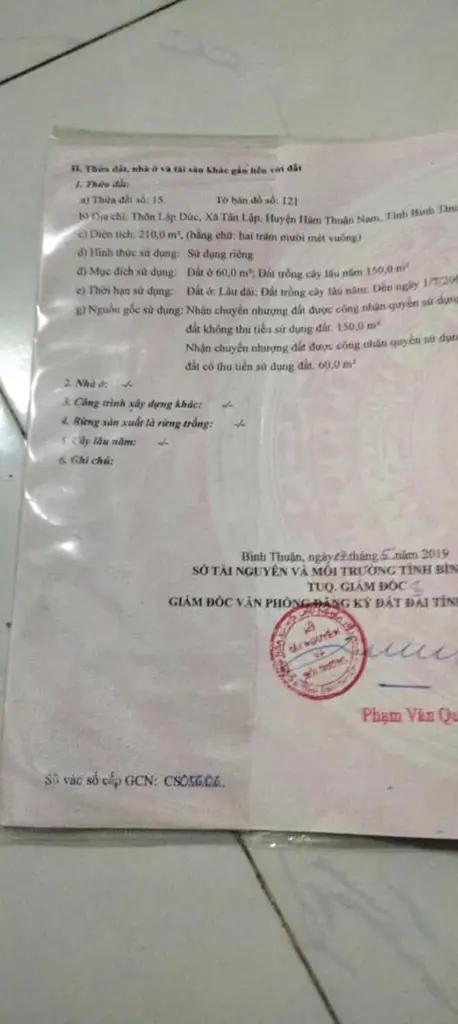 II. Thửa đất, nhà ở và tài sản khác gắn liền với đất
1. Thửa đất:
a) Thửa đất số: 15. Tờ bản đồ số: 121
b) Địa chỉ: Thôn Lập Đức, Xã Tân Lập, Huyện Hàm Thuận Nam, Tỉnh Bình
c) Diện tích: 210,0 m², (bằng chữ: hai trăm mười mét vuông)
d) Hình thức sử dụng: Sử dụng riêng
đ) Mục đích sử dụng: Đất ở 60,0 m²; Đất trồng cây lâu năm 150,0 m²
e) Thời hạn sử dụng: Đất ở: Lâu dài; Đất trồng cây lâu năm: Đến ngày
g) Nguồn gốc sử dụng: Nhận chuyển nhượng đất được công nhận quyền sử dụng
đất không thu tiền sử dụng đất: 150,0 m²
Nhận chuyển nhượng đất được công nhận quyền sử dụng
đất có thu tiền sử dụng đất: 60,0 m²
2. Nhà ở: -/-
3. Công trình xây dựng khác: -/-
4. Rừng sản xuất là rừng trồng: -/-
5. Cây lâu năm: -/-
6. Ghi chú:
Bình Thuận, ngày tháng 5 năm 2019
SỞ TÀI NGUYÊN VÀ MÔI TRƯỜNG TỈNH
TUQ. GIÁM ĐỐC
GIÁM ĐỐC VĂN PHÒNG ĐĂNG KÝ ĐẤT ĐAI TỈNH
SỞ
TÀI NGUYÊN
VÀ
MÔI TRƯỜNG
Phạm Văn
Số vào sổ cấp GCN: CS